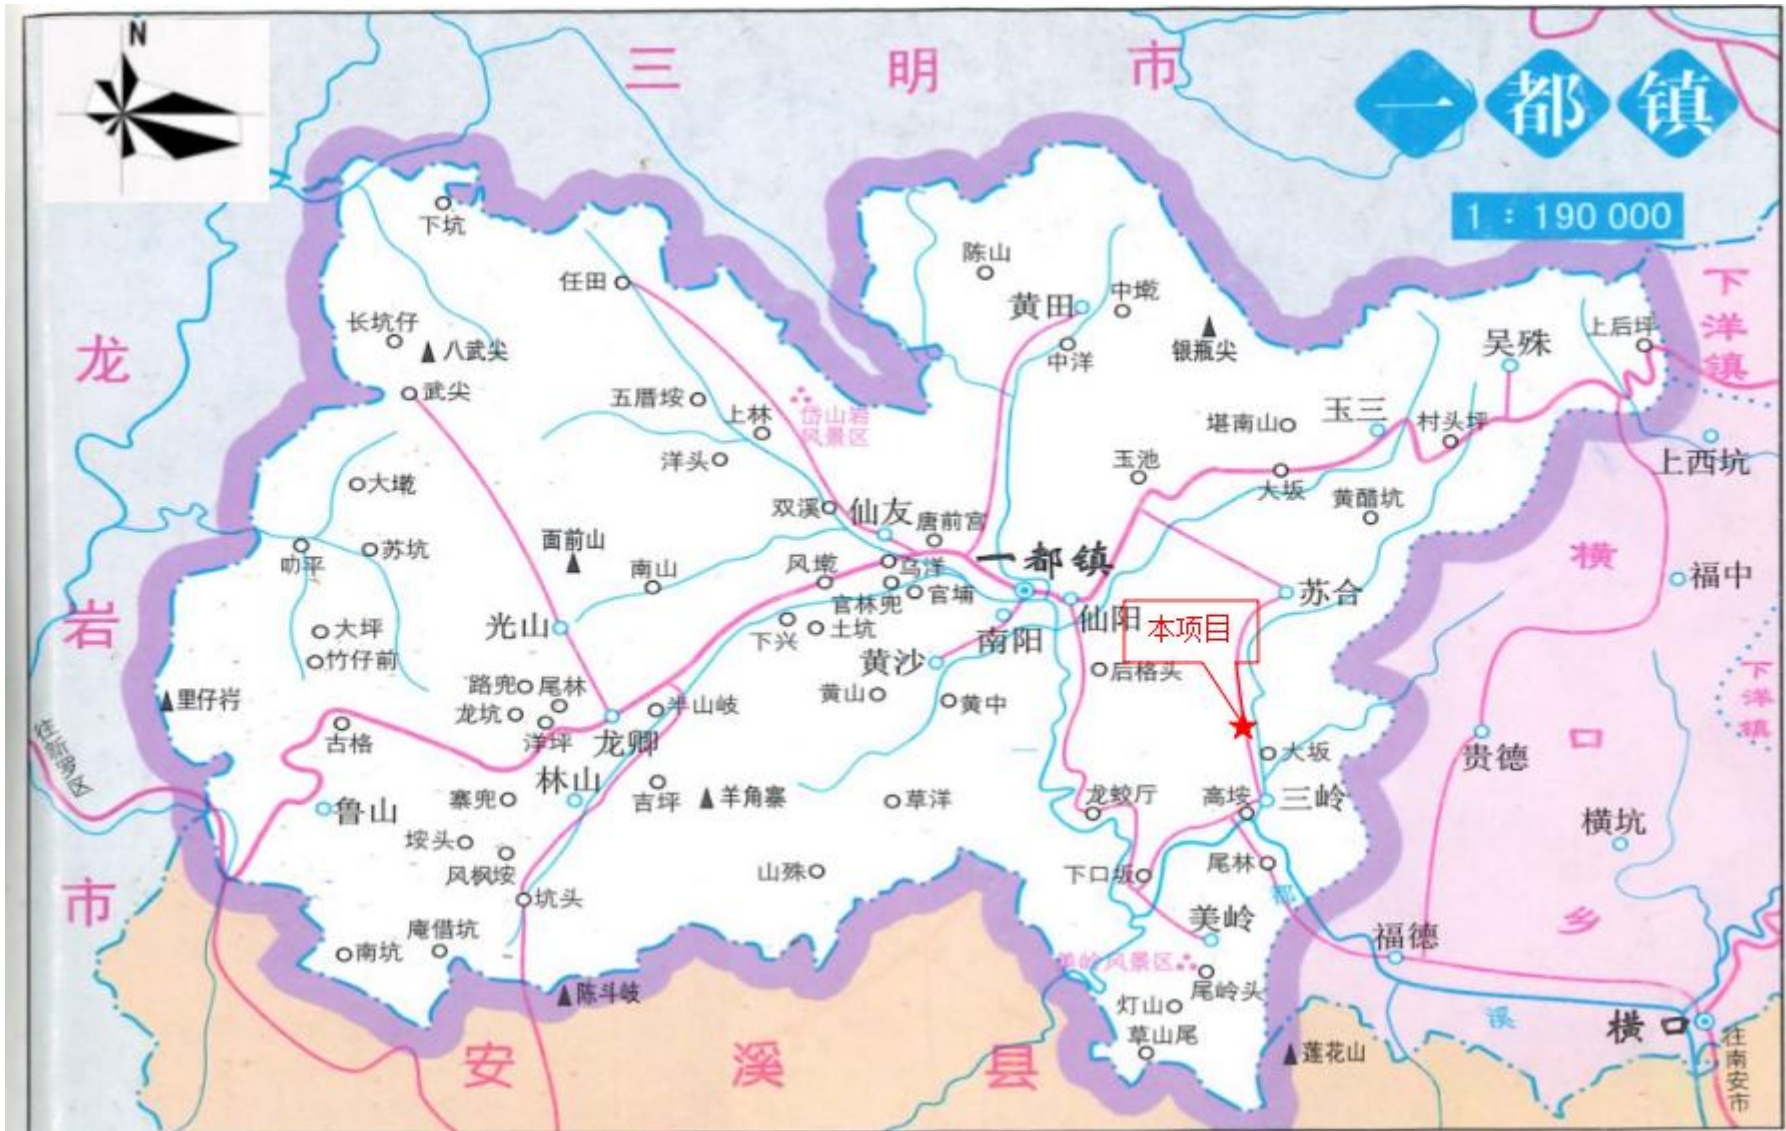 N
三明市
一都镇
1：190 000
下坑
任田
陈山
中墘
黄田
中洋
银瓶尖
吴殊
上后坪
下洋镇
长坑仔
八武尖
武尖
五厝垵
上林
岱山岩
风景区
堪南山
玉三
村头坪
洋头
玉池
大坂
黄醋坑
上西坑
龙岩市
大墘
双溪
仙友
唐前宫
叻平
苏坑
面前山
南山
风墘
乌洋
一都镇
官林兜
官埔
苏合
福中
横口乡
光山
下兴
土坑
南阳
仙阳
本项目
大坪
竹仔前
黄沙
后格头
路兜
尾林
黄山
黄中
下洋镇
里仔岩
龙坑
半山岐
古格
洋坪
龙卿
大坂
贵德
往新罗区
林山
吉坪
羊角寨
草洋
龙蛟厅
高垵
三岭
寨兜
鲁山
横坑
垵头
风枫垵
山殊
下口坂
尾林
坑头
都
美岭
福德
庵借坑
南坑
美岭风景区
尾岭头
陈斗岐
灯山
溪
横口
草山尾
莲花山
往南安市
安溪县